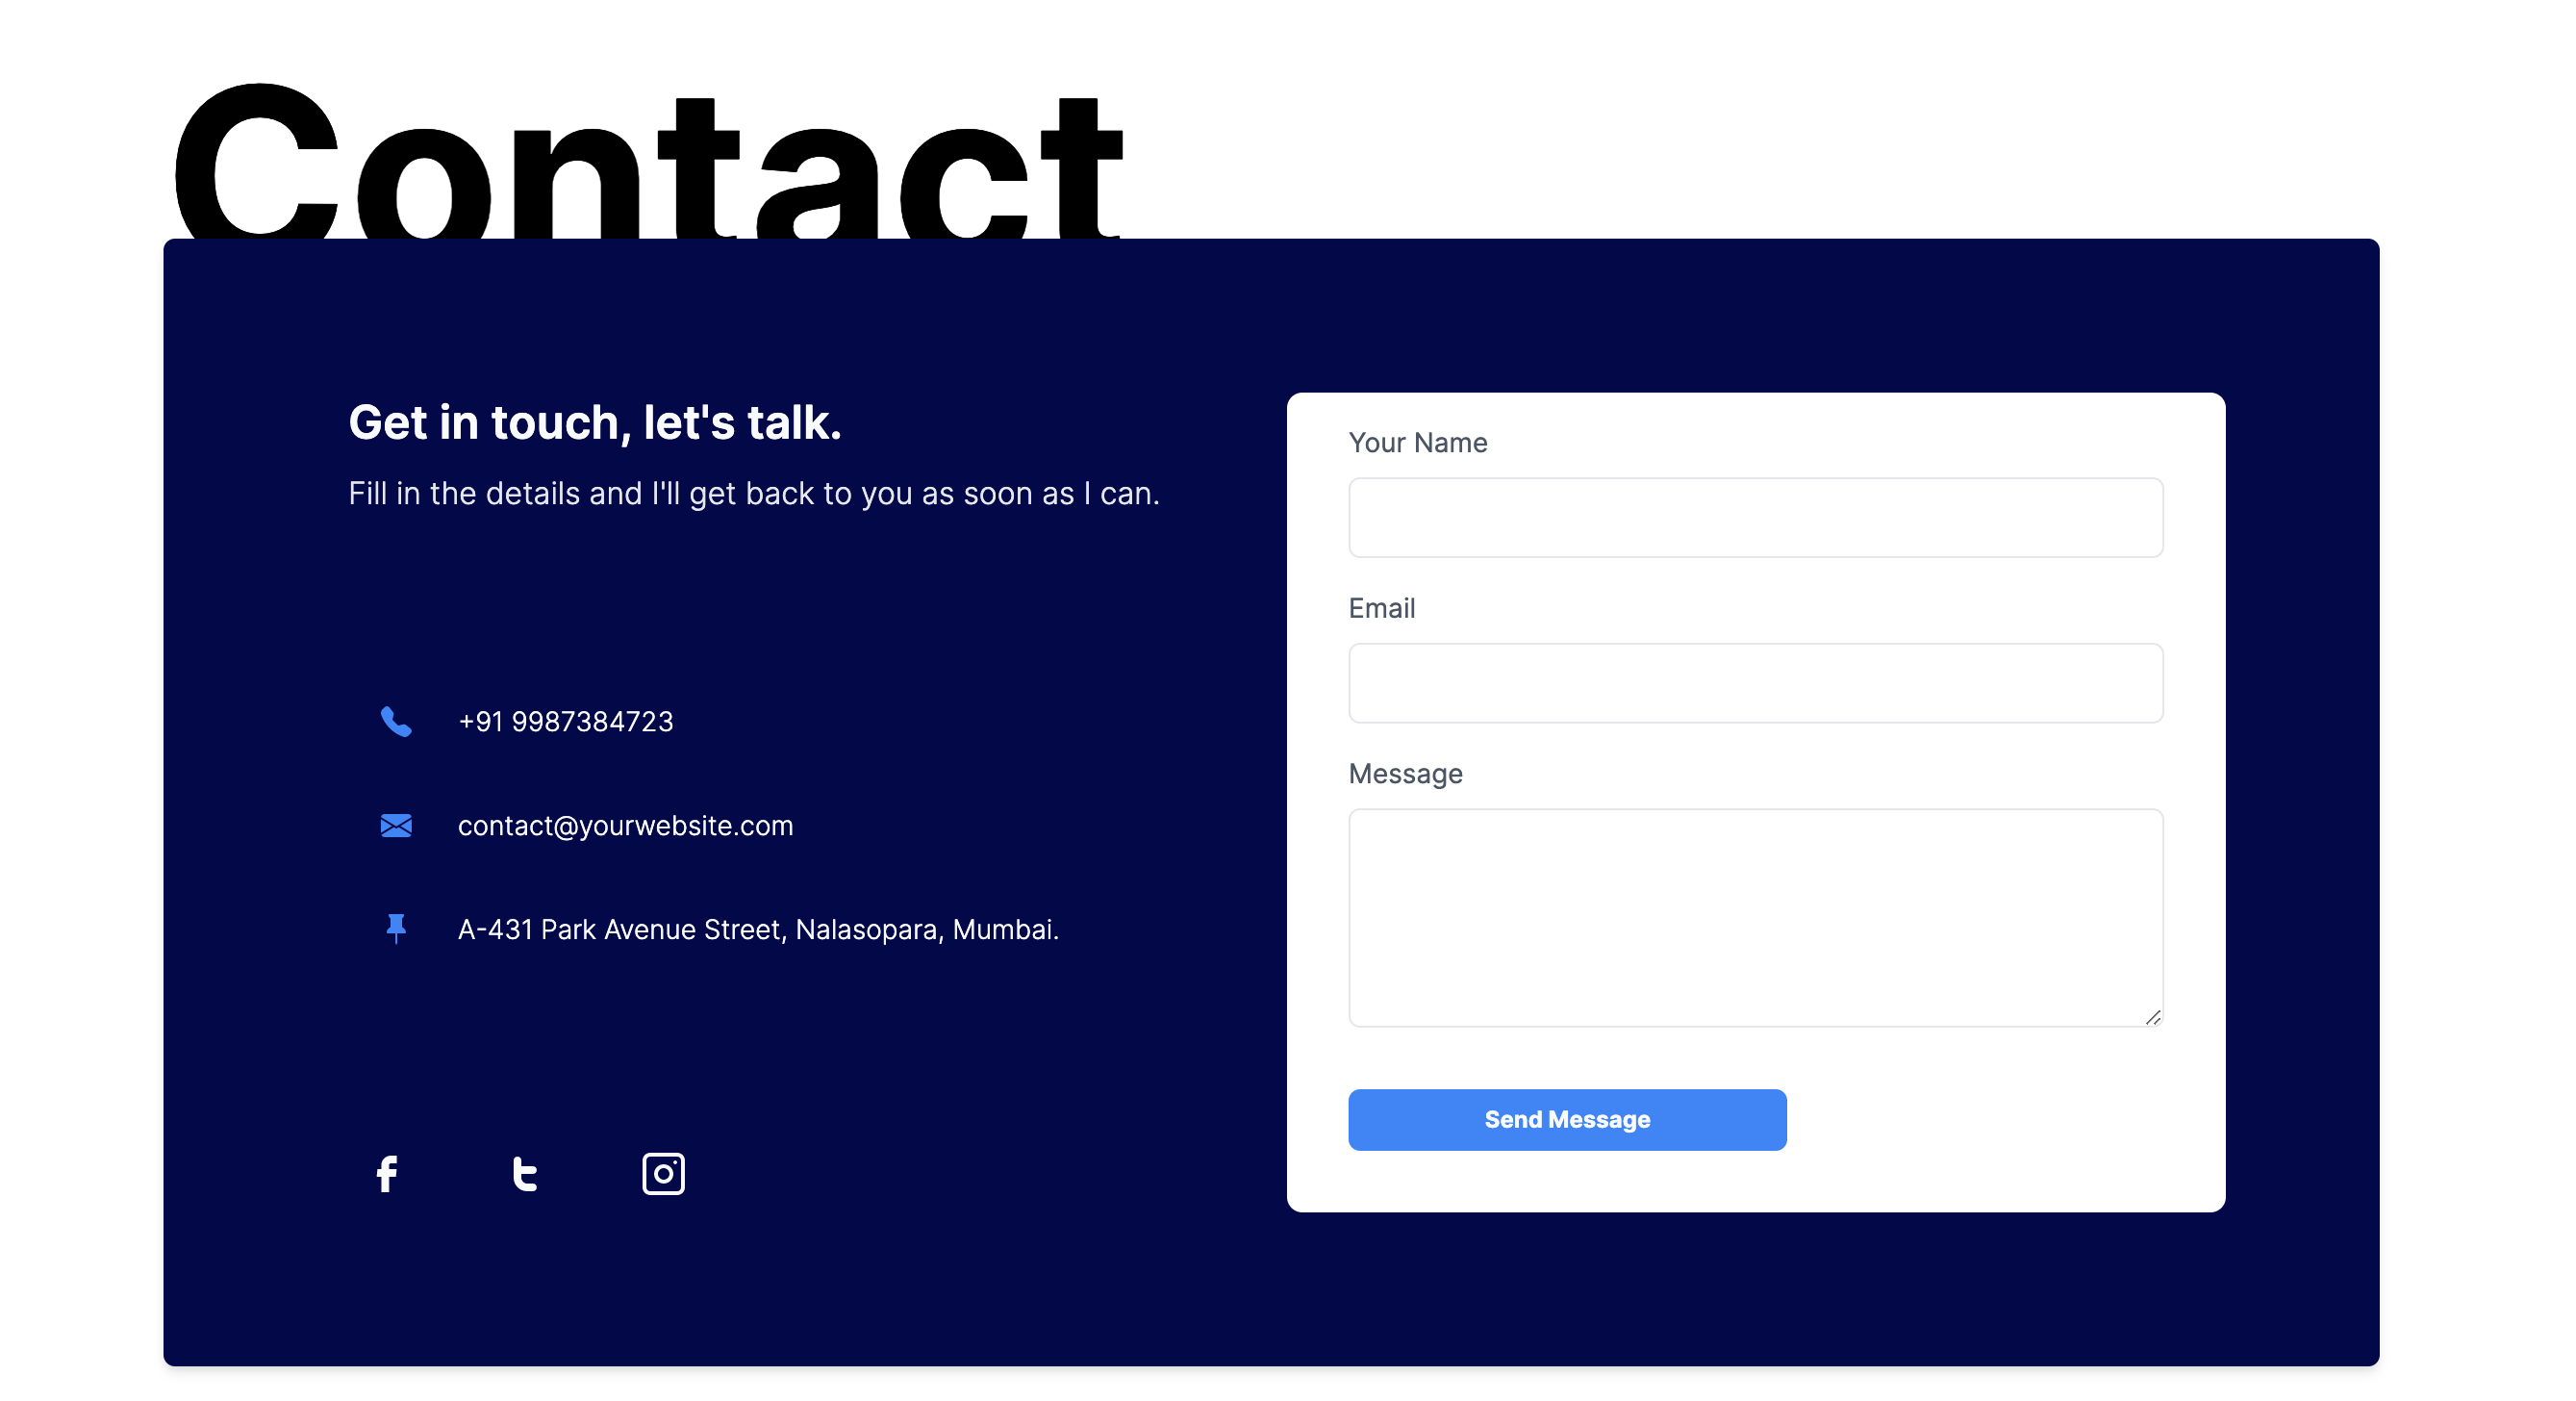 Contact
Get in touch, let's talk.
Fill in the details and I'll get back to you as soon as I can.
+91 9987384723
contact@yourwebsite.com
A-431 Park Avenue Street, Nalasopara, Mumbai.
Your Name
Email
Message
Send Message